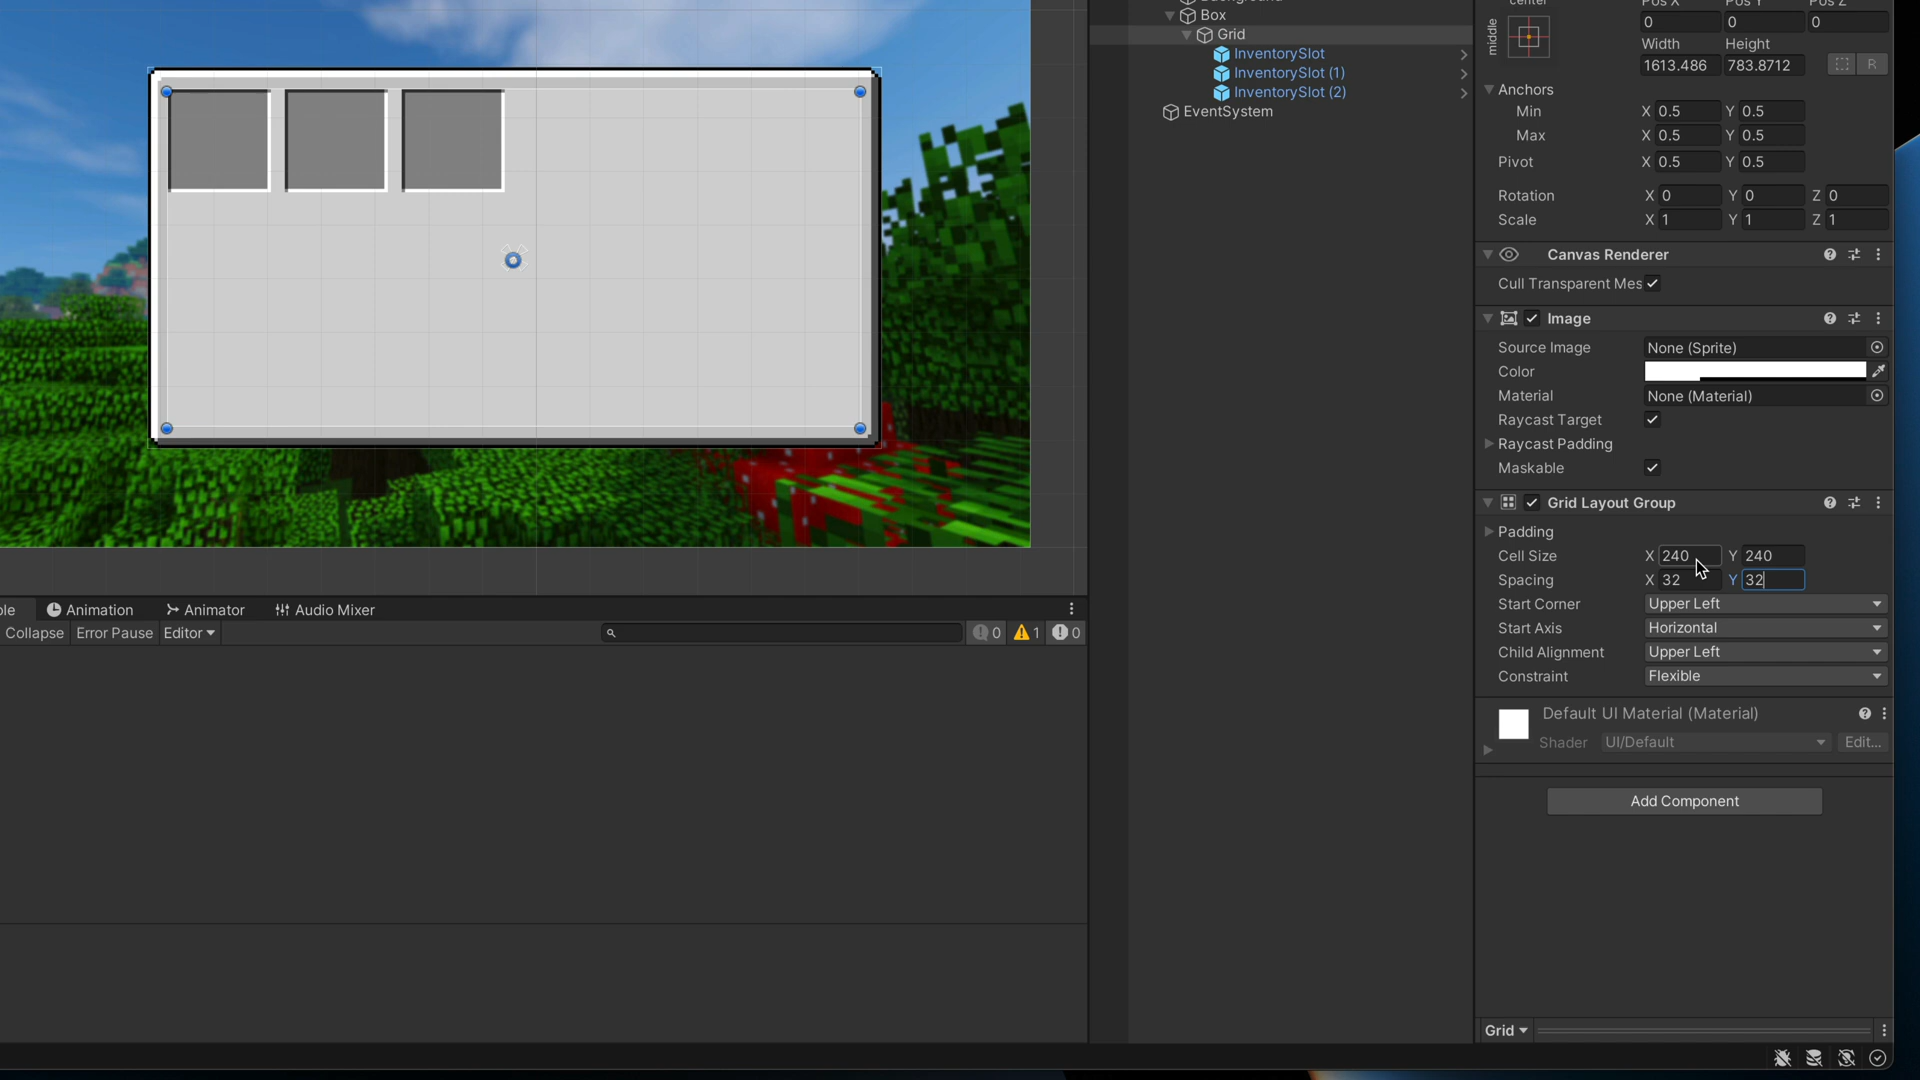 Box
Grid
InventorySlot
InventorySlot (1)
InventorySlot (2)
EventSystem
center
Pos X Pos Y Pos Z
middle
0 0 0
Width Height
1613.486 783.8712 R
Anchors
Min X 0.5 Y 0.5
Max X 0.5 Y 0.5
Pivot X 0.5 Y 0.5
Rotation X 0 Y 0 Z 0
Scale X 1 Y 1 Z 1
Canvas Renderer
Cull Transparent Mes
Image
Source Image None (Sprite)
Color
Material None (Material)
Raycast Target
Raycast Padding
Maskable
Grid Layout Group
Padding
Cell Size X 240 Y 240
Spacing X 32 Y 32
Start Corner Upper Left
Start Axis Horizontal
Child Alignment Upper Left
Constraint Flexible
Default UI Material (Material)
Shader UI/Default Edit...
Add Component
Grid
ole Animation Animator Audio Mixer
Collapse Error Pause Editor 0 1 0